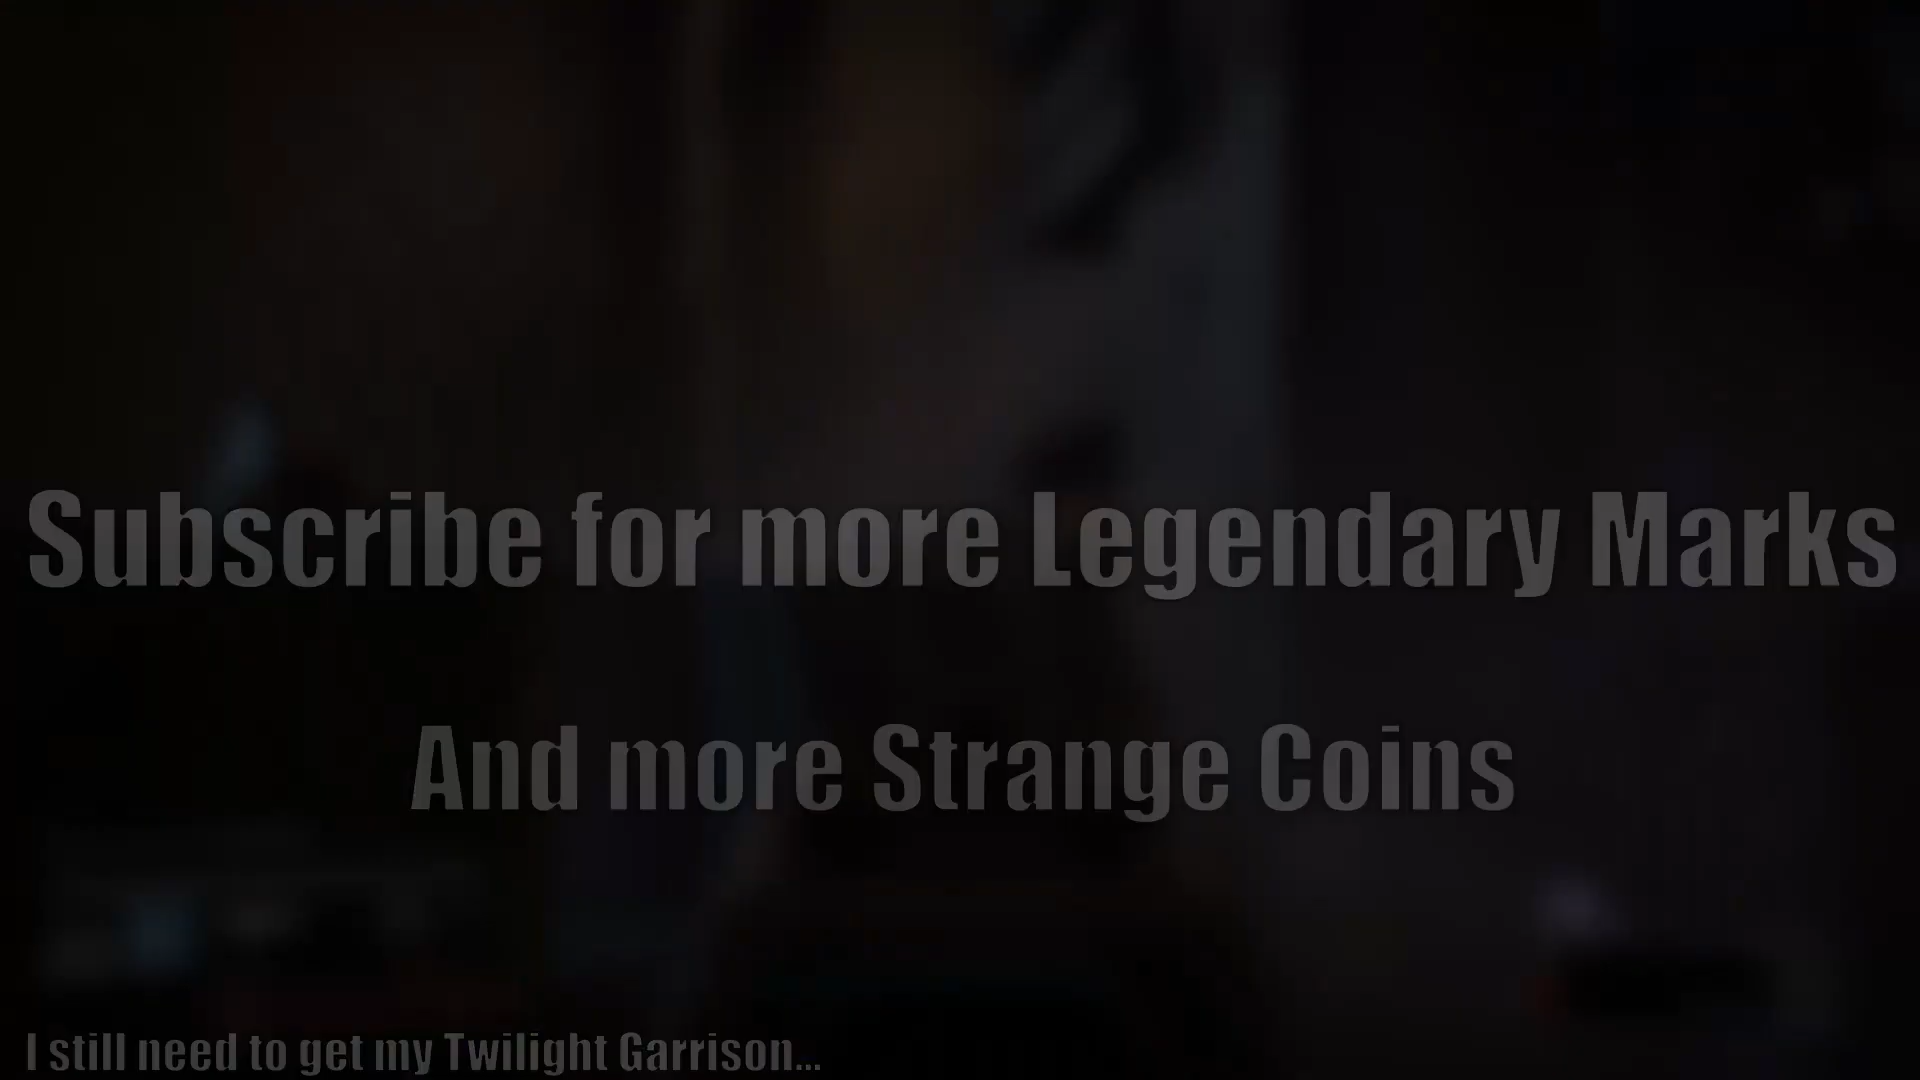 Subscribe for more Legendary Marks
And more Strange Coins
I still need to get my Twilight Garrison...